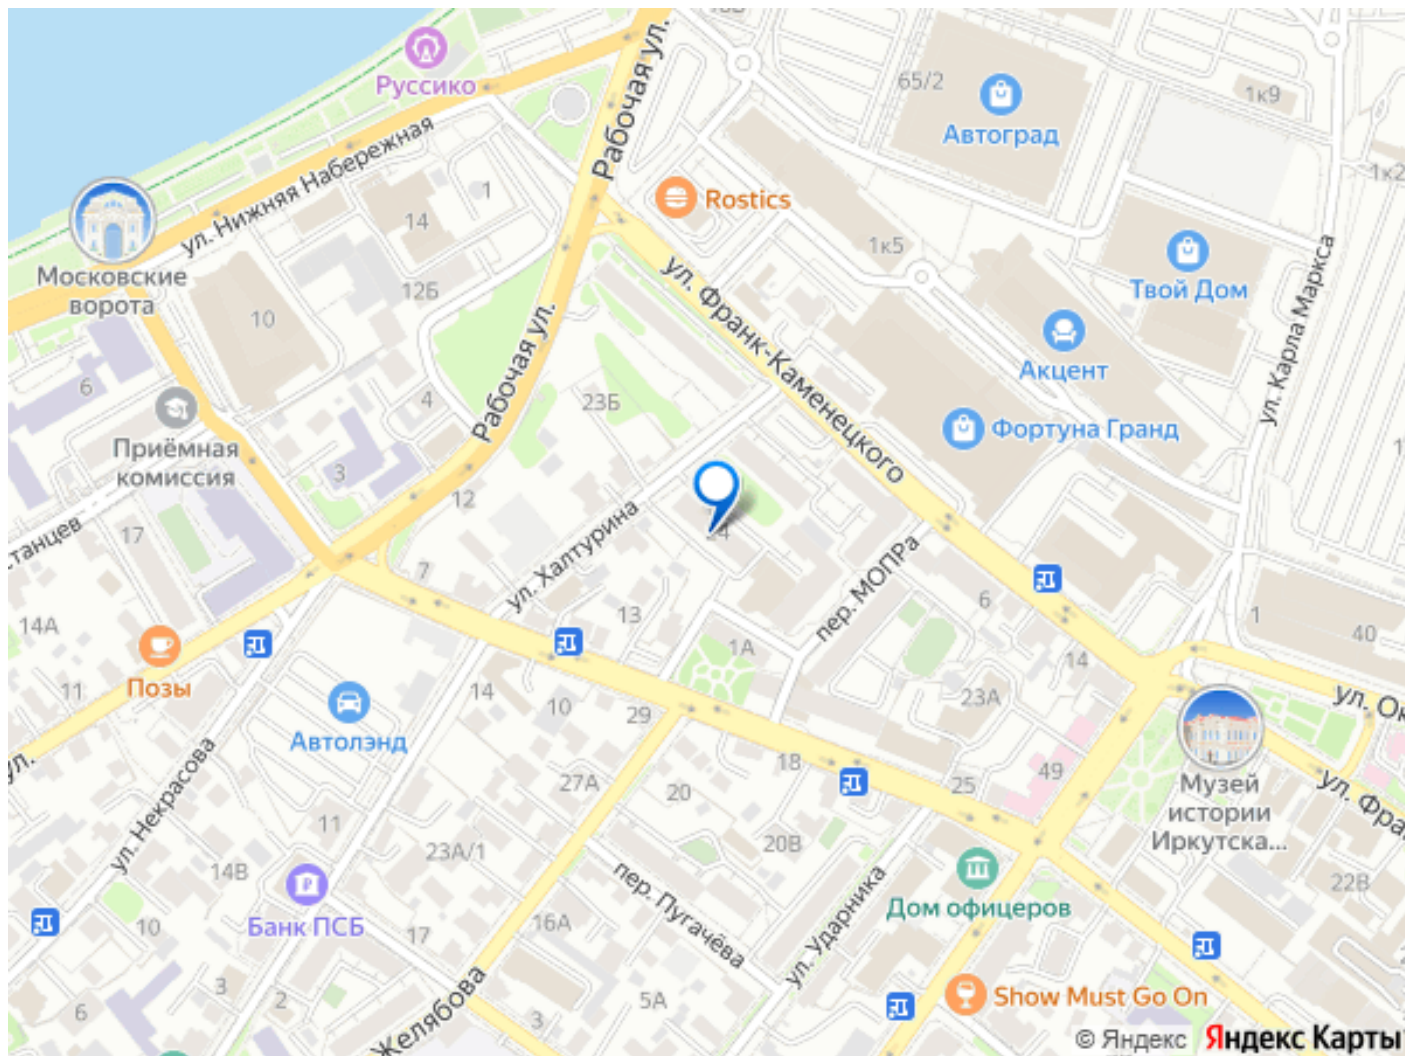 Руссико
Рабочая ул.
65/2
Автоград
1к9
ул. Нижняя Набережная
1
14
Rostics
1к5
Твой Дом
Московские
ворота
12Б
10
ул. Франк-Каменецкого
Рабочая ул.
Акцент
ул. Карла Маркса
6
4
23Б
Фортуна Гранд
Приёмная
комиссия
3
12
17
станцев
7
ул. Халтурина
24
пер. МОПРа
13
6
14А
1А
1
40
11
Позы
14
14
10
29
23А
ул. Ок
Автолэнд
ул.
ул. Некрасова
27А
20
18
25
49
Музей
истории
Иркутска...
ул. Фра
11
23А/1
20В
14В
Банк ПСБ
10
17
16А
пер. Пугачёва
ул. Ударника
Дом офицеров
22В
6
3
2
Желябова
3
5А
Show Must Go On
© Яндекс
Яндекс Карты